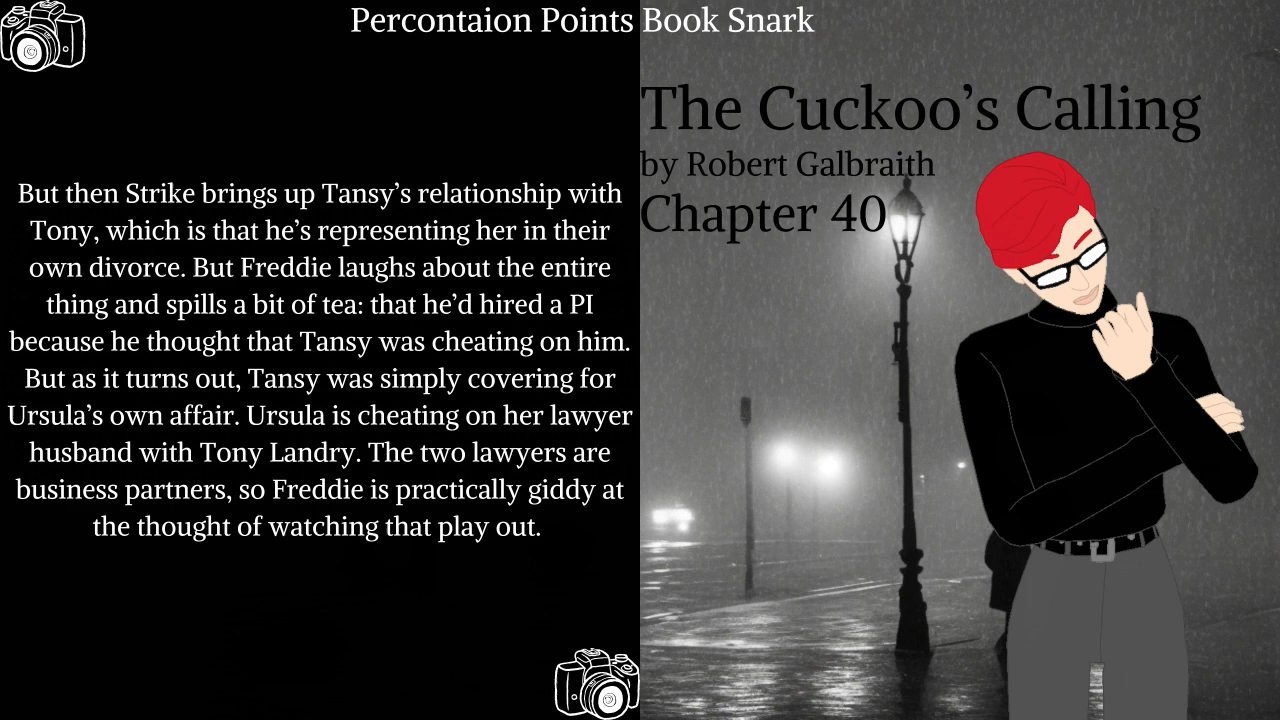 Percontaion Points Book Snark
The Cuckoo’s Calling
by Robert Galbraith
Chapter 40
But then Strike brings up Tansy’s relationship with
Tony, which is that he’s representing her in their
own divorce. But Freddie laughs about the entire
thing and spills a bit of tea: that he’d hired a PI
because he thought that Tansy was cheating on him.
But as it turns out, Tansy was simply covering for
Ursula’s own affair. Ursula is cheating on her lawyer
husband with Tony Landry. The two lawyers are
business partners, so Freddie is practically giddy at
the thought of watching that play out.